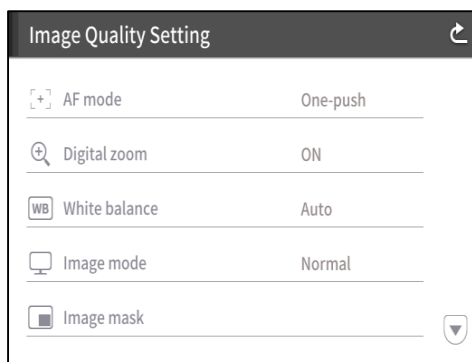 Image Quality Setting
AF mode One-push
Digital zoom ON
WB White balance Auto
Image mode Normal
Image mask